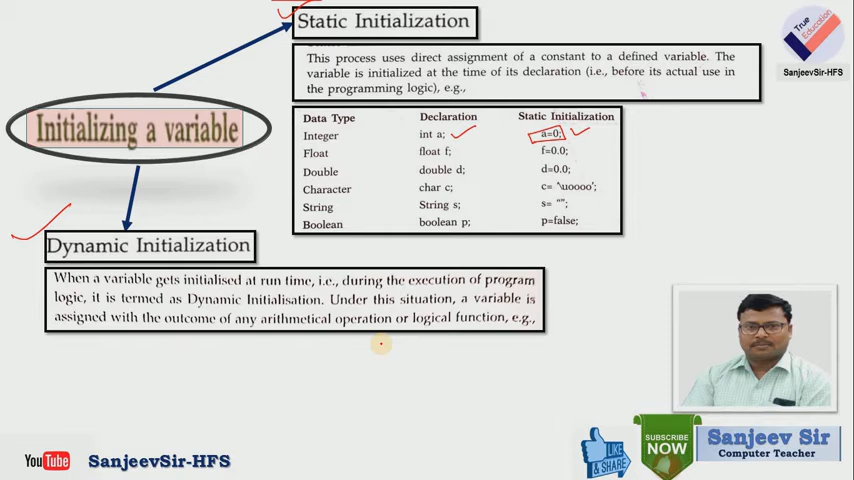 Static Initialization
This process uses direct assignment of a constant to a defined variable. The
variable is initialized at the time of its declaration (i.e., before its actual use in
the programming logic), e.g.,
True
Education
SanjeevSir-HFS
Initializing a variable
Data Type Declaration Static Initialization
Integer int a; a=0;
Float float f; f=0.0;
Double double d; d=0.0;
Character char c; c= '\uoooo';
String String s; s= "";
Boolean boolean p; p=false;
Dynamic Initialization
When a variable gets initialised at run time, i.e., during the execution of program
logic, it is termed as Dynamic Initialisation. Under this situation, a variable is
assigned with the outcome of any arithmetical operation or logical function, e.g.,
YouTube SanjeevSir-HFS
LIKE
& SHARE
SUBSCRIBE
NOW
Sanjeev Sir
Computer Teacher